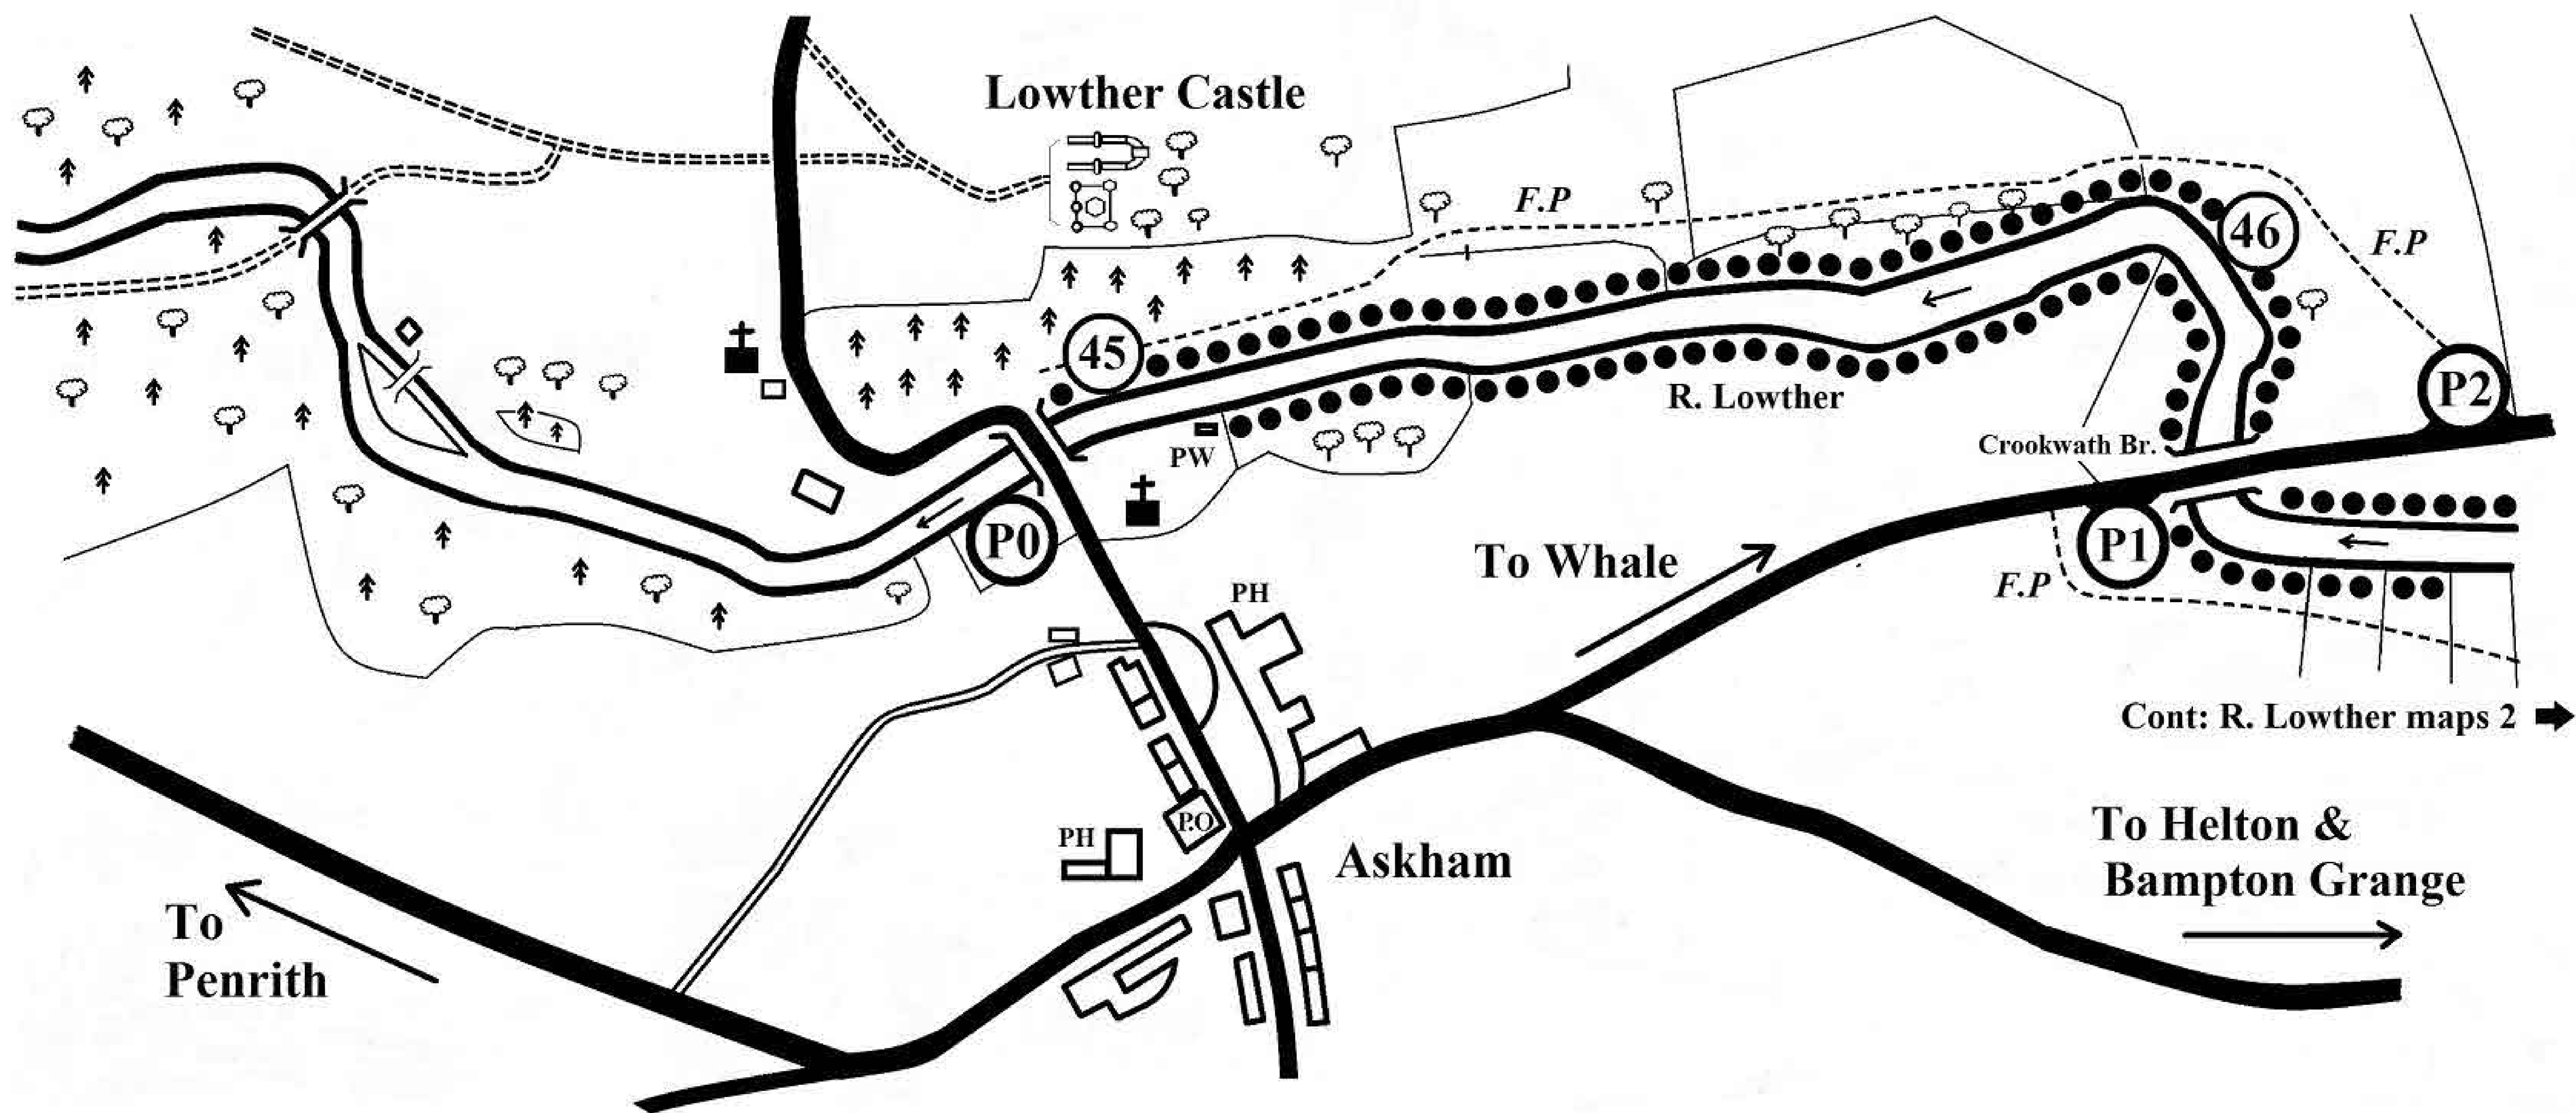 Lowther Castle
F.P
46
F.P
45
P2
R. Lowther
Crookwath Br.
PW
P0
P1
To Whale
F.P
PH
Cont: R. Lowther maps 2
P.O
PH
To Helton &
Bampton Grange
Askham
To
Penrith